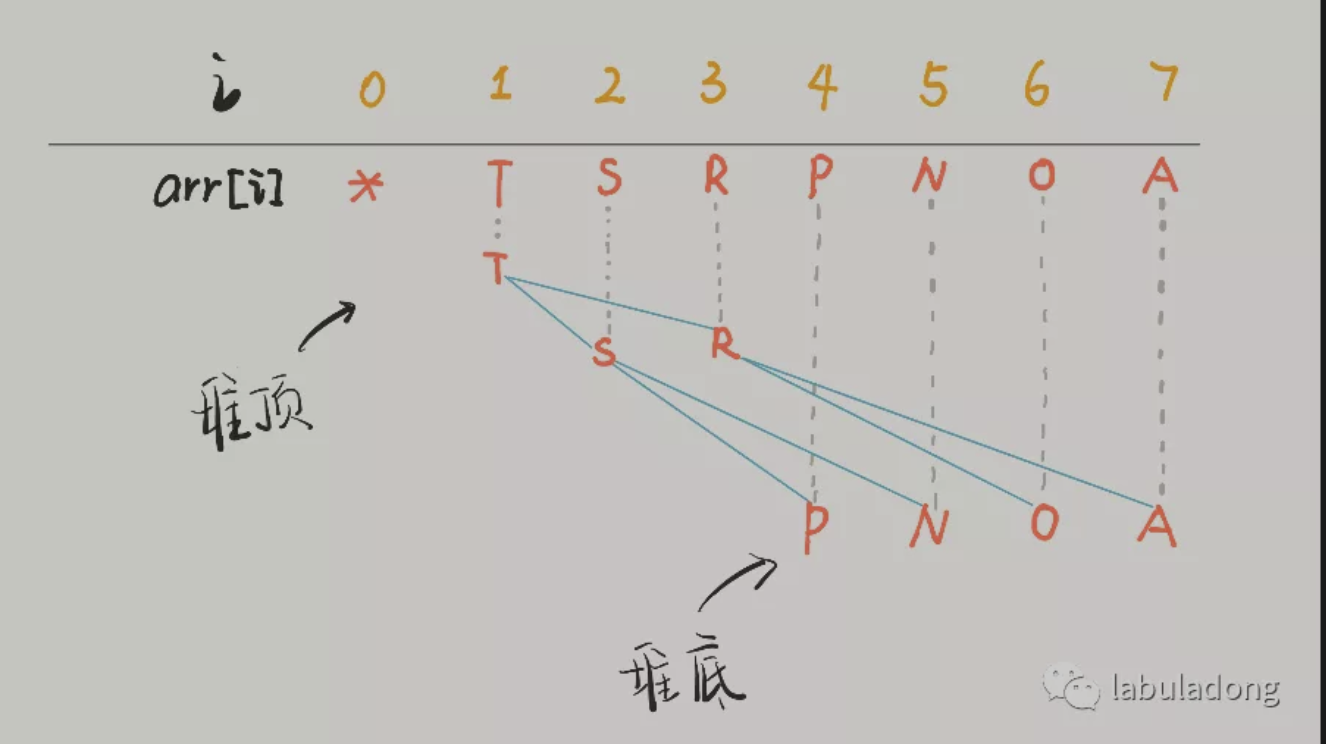 i 0 1 2 3 4 5 6 7
arr[i] * T S R P N O A
T
S R
堆顶
P N O A
堆底
labuladong